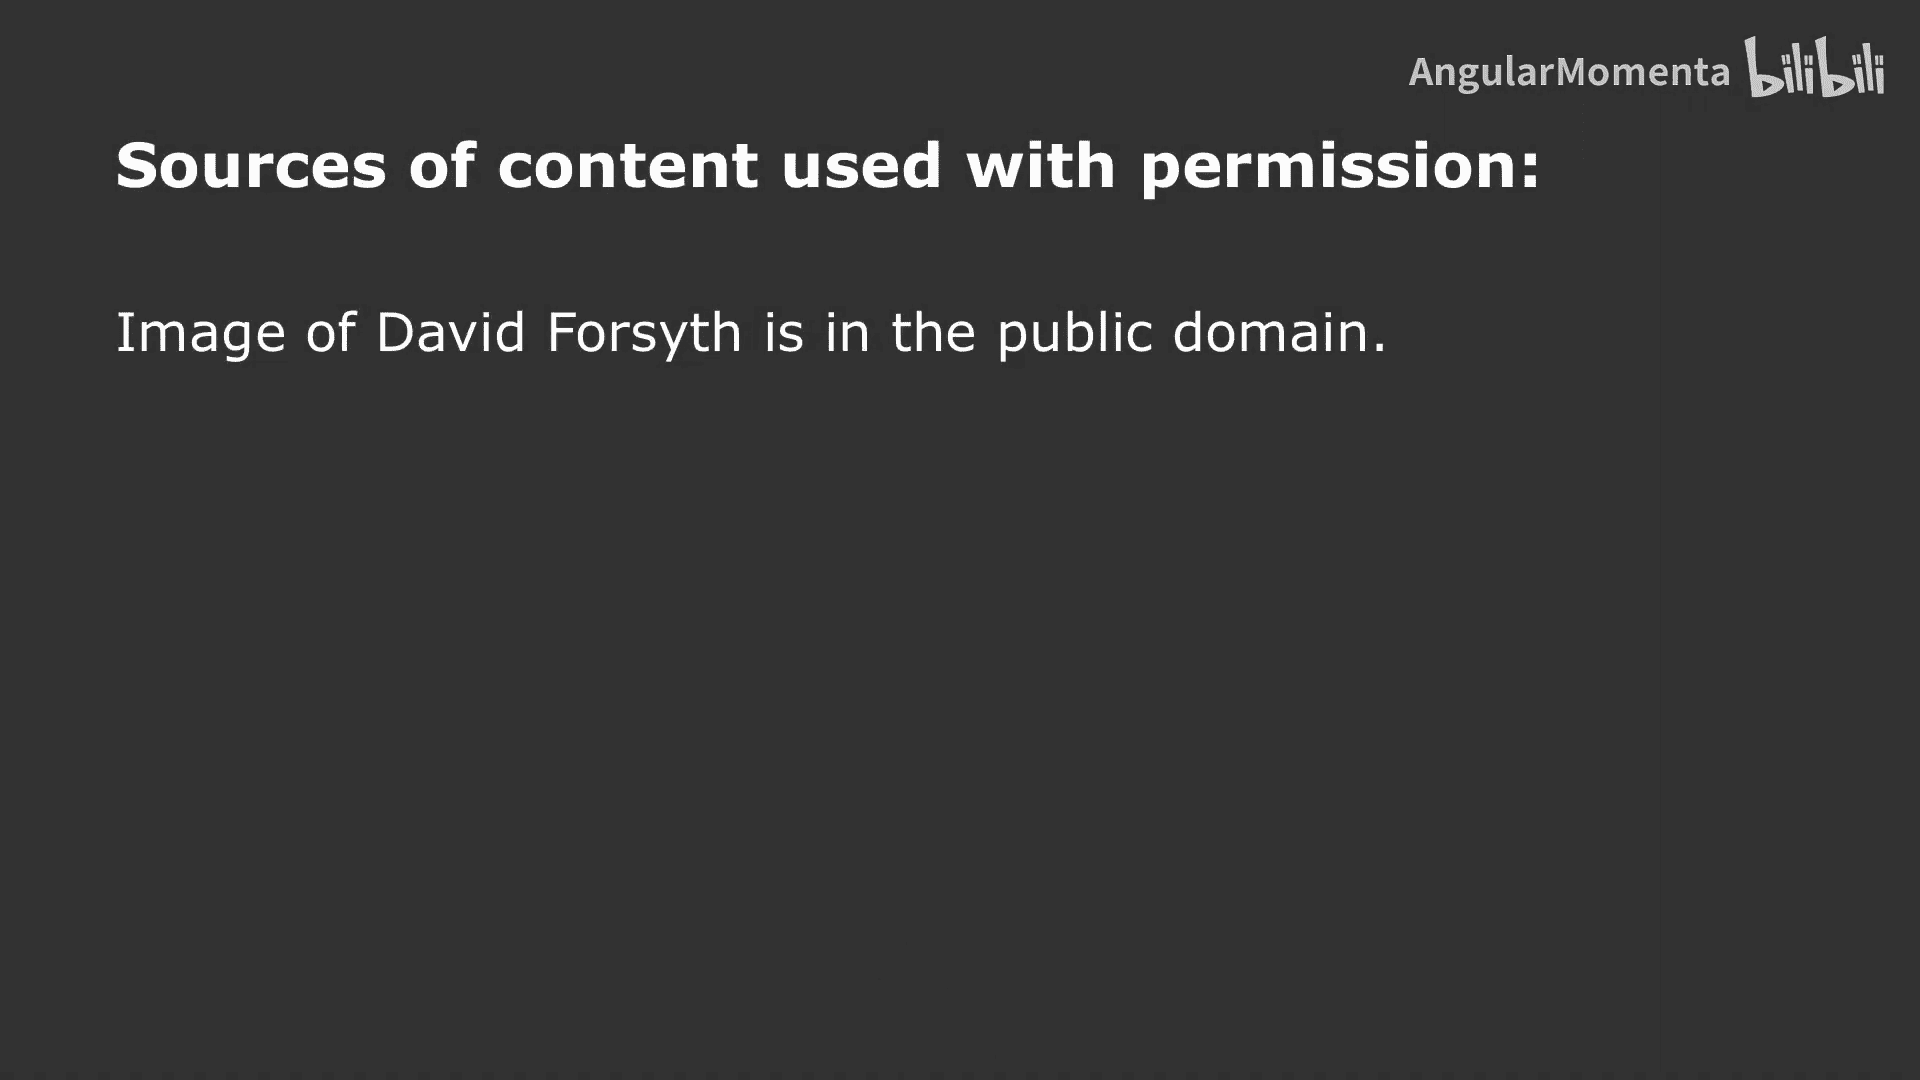 AngularMomenta bilibili
Sources of content used with permission:
Image of David Forsyth is in the public domain.